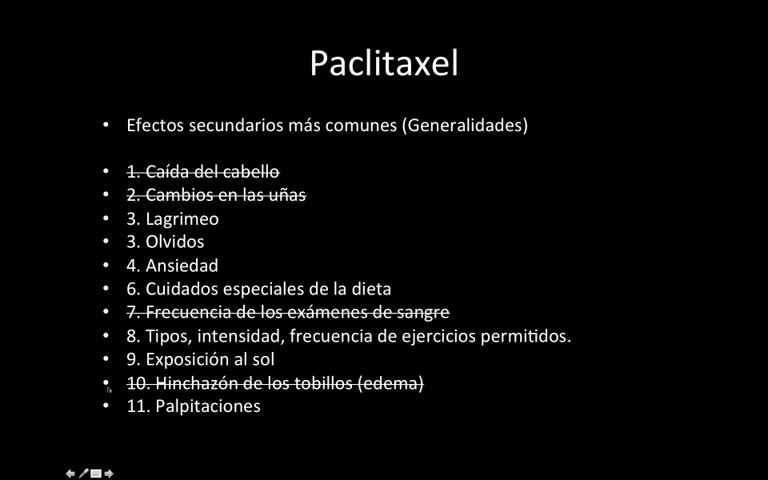 Paclitaxel
• Efectos secundarios más comunes (Generalidades)
• 1. Caída del cabello
• 2. Cambios en las uñas
• 3. Lagrimeo
• 3. Olvidos
• 4. Ansiedad
• 6. Cuidados especiales de la dieta
• 7. Frecuencia de los exámenes de sangre
• 8. Tipos, intensidad, frecuencia de ejercicios permitidos.
• 9. Exposición al sol
• 10. Hinchazón de los tobillos (edema)
• 11. Palpitaciones